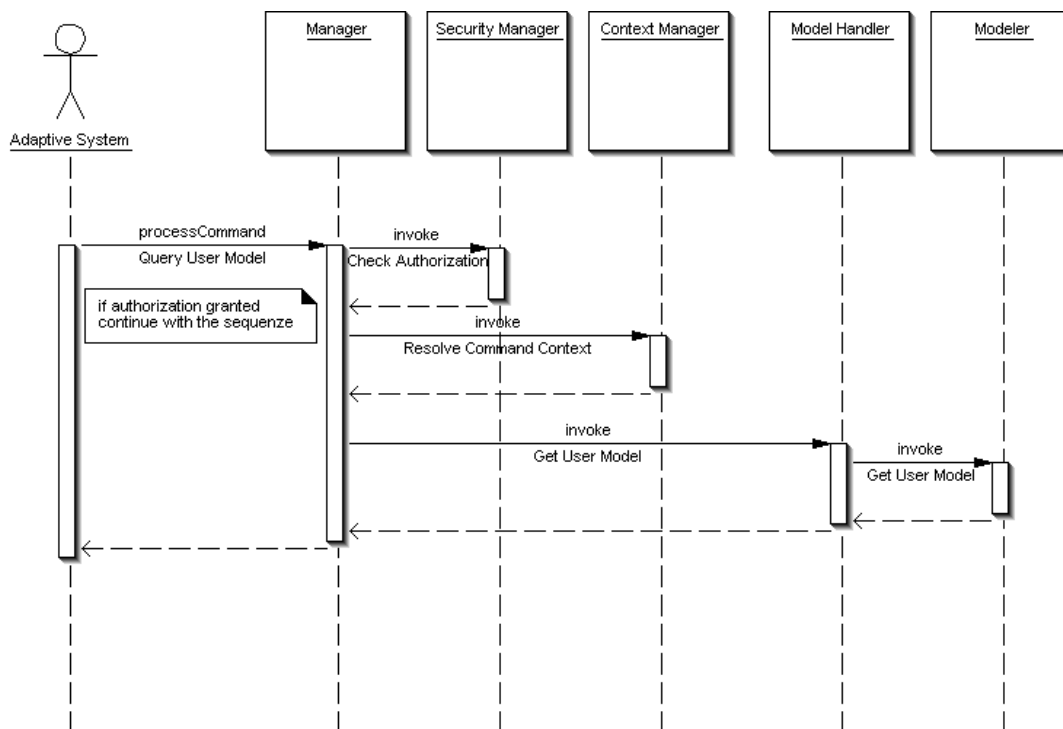 Manager
Security Manager
Context Manager
Model Handler
Modeler
Adaptive System
processCommand
Query User Model
invoke
Check Authorization
if authorization granted
continue with the sequenze
invoke
Resolve Command Context
invoke
Get User Model
invoke
Get User Model